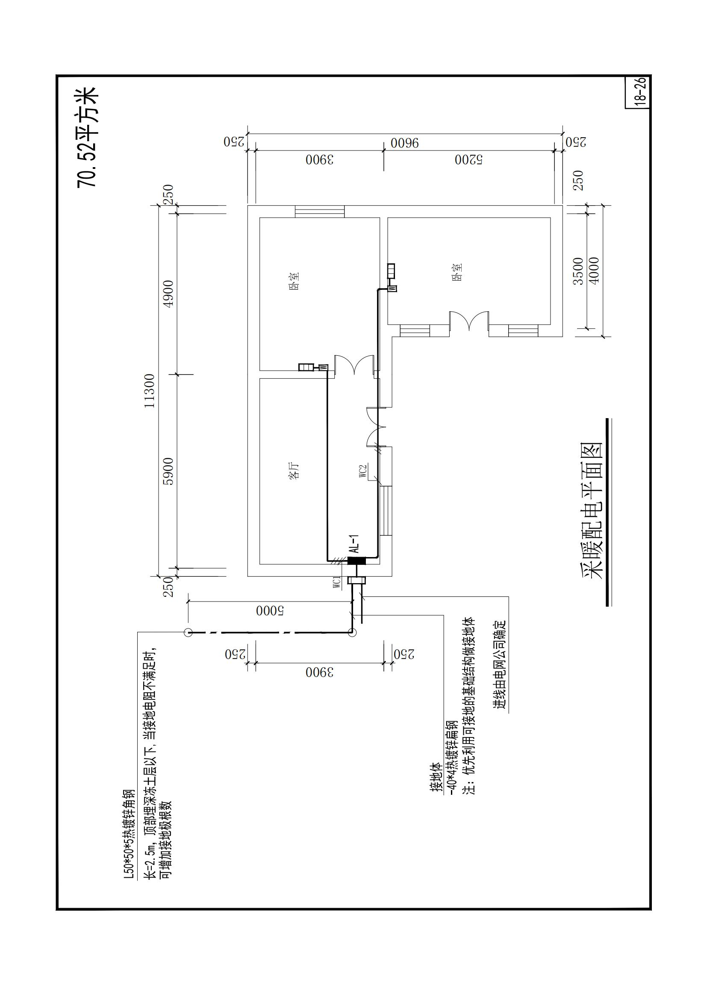 70.52平方米
11300
250
5900
4900
250
L50*50*5热镀锌角钢
长=2.5m，顶部埋深冻土层以下，当接地电阻不满足时，
可增加接地极根数
5000
250
3900
250
客厅
卧室
卧室
WC1
AL-1
WC2
W
W
250
3900
9600
5200
250
接地体
-40*4热镀锌扁钢
注：优先利用可接地的基础结构做接地体
进线由电网公司确定
3500
250
4000
采暖配电平面图
18-26